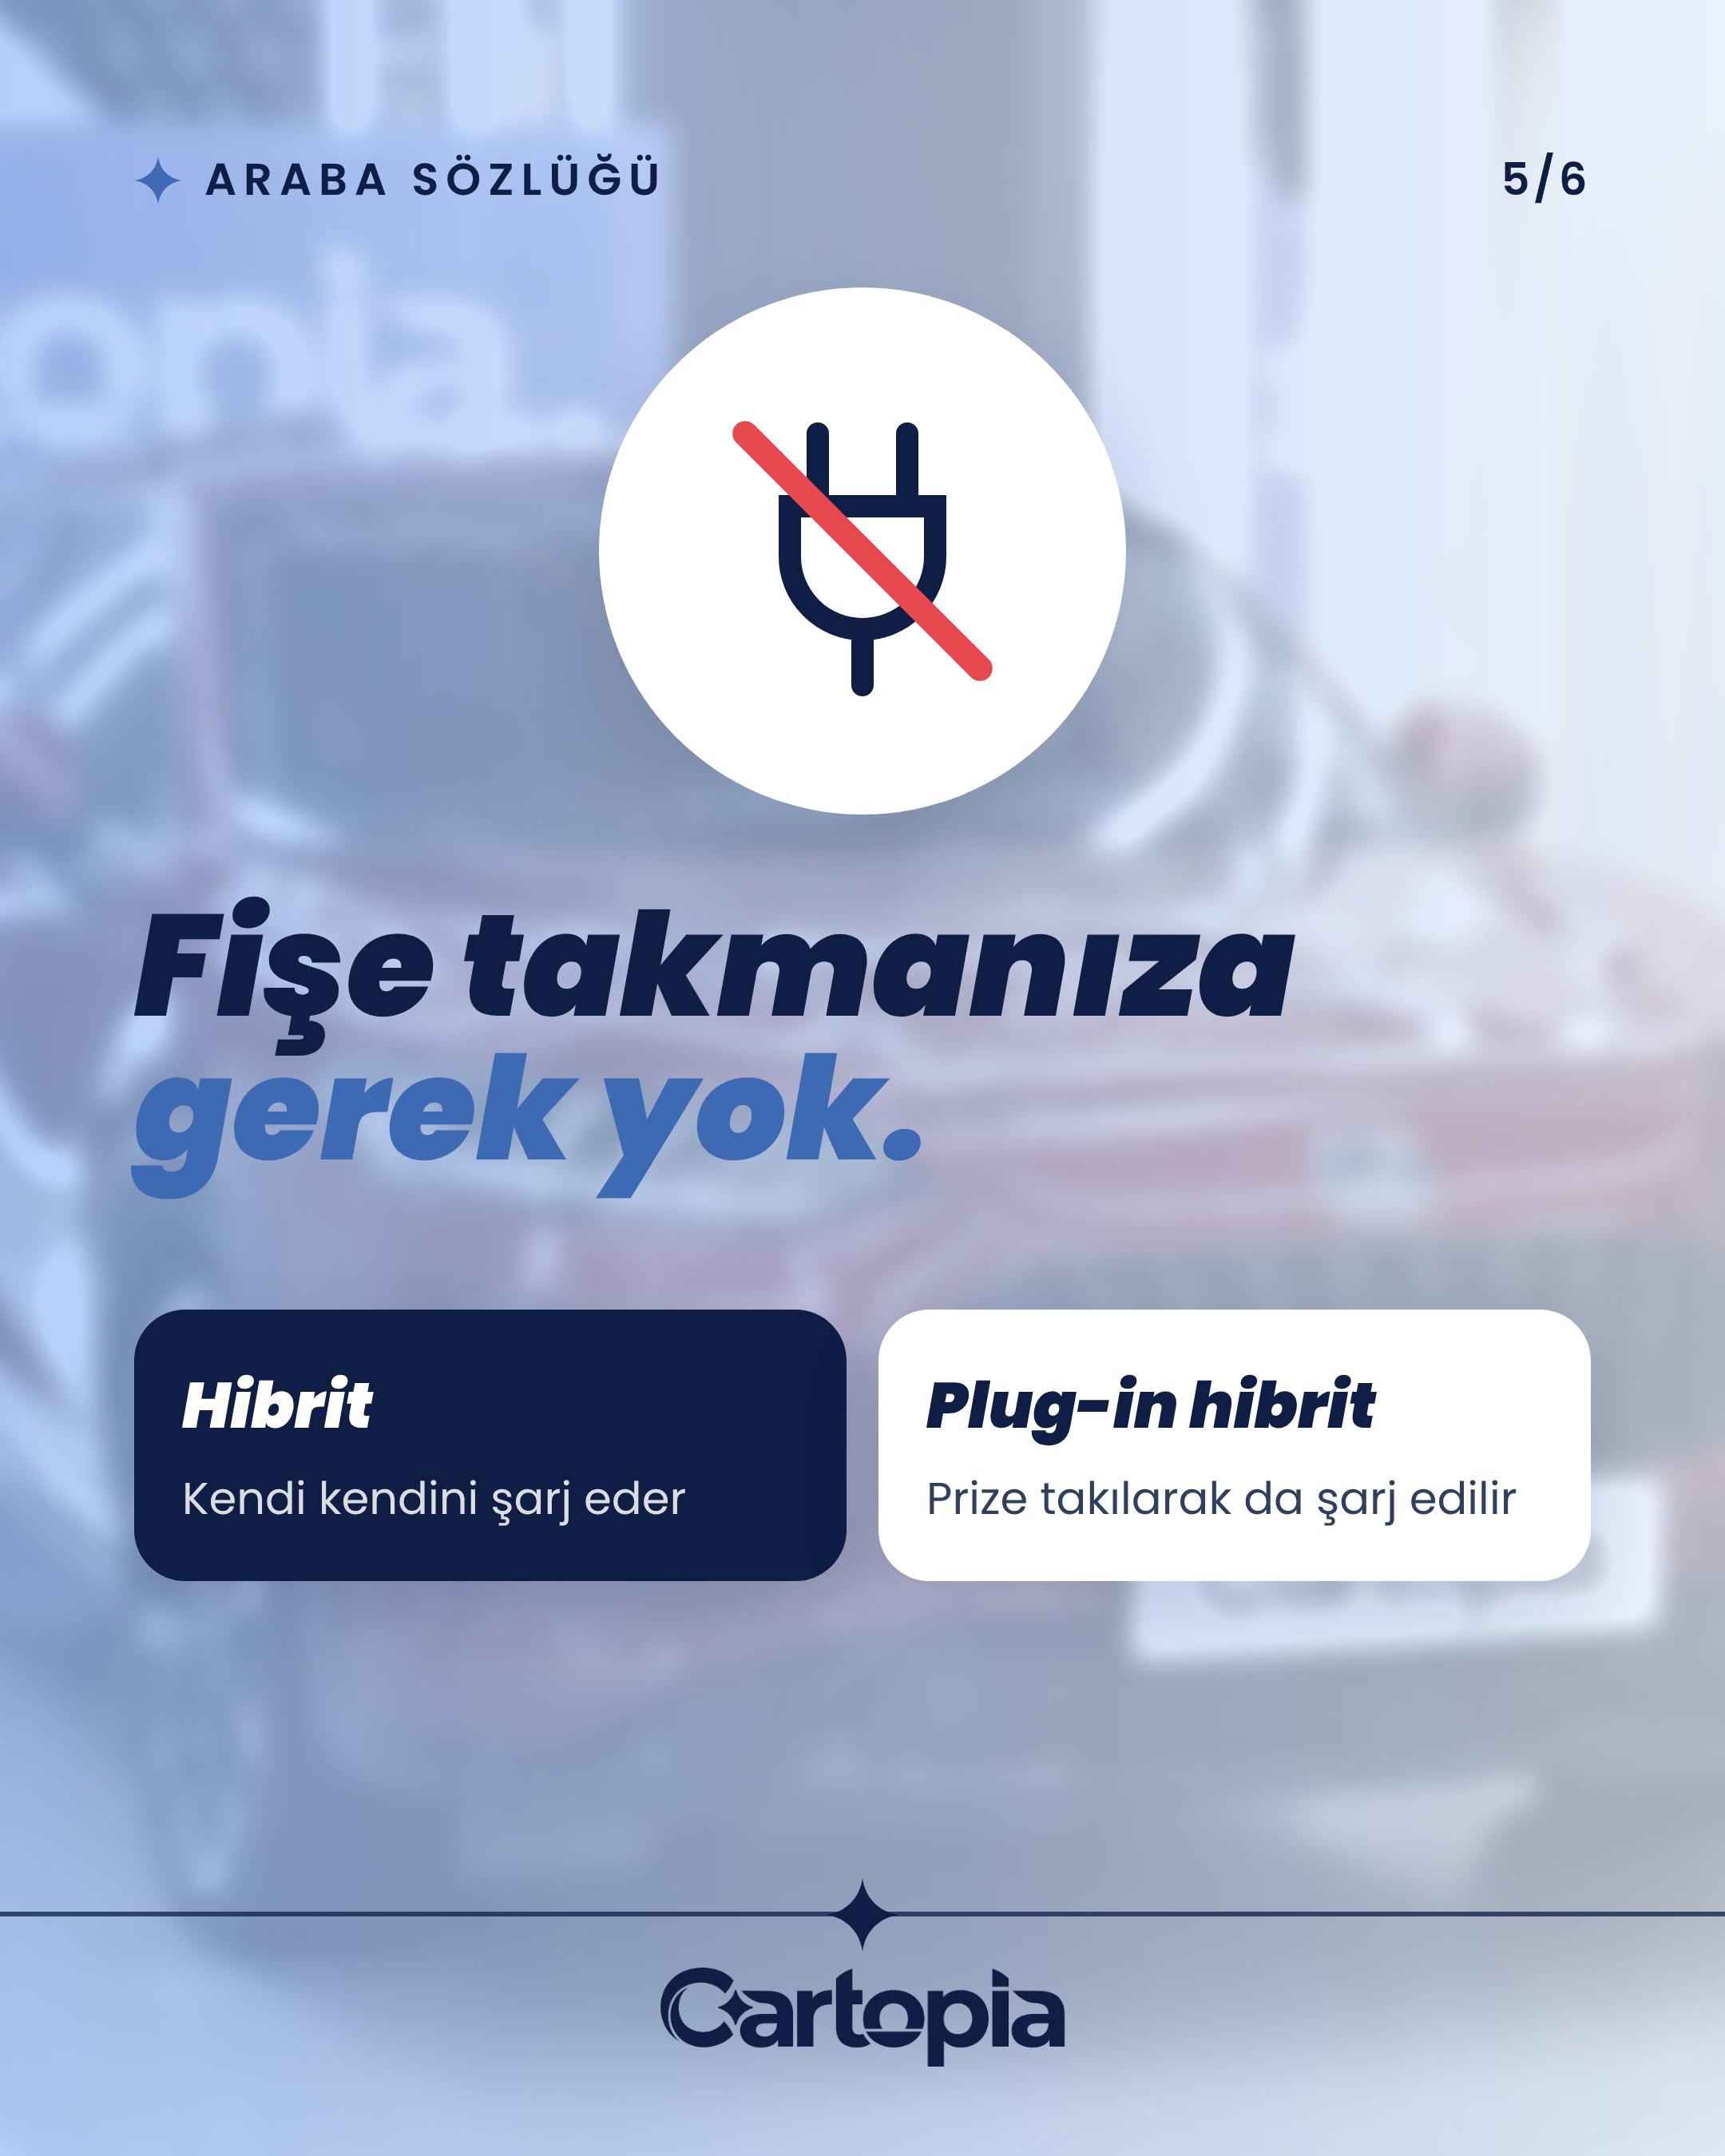 ARABA SÖZLÜĞÜ
5/6
opia.
Fişe takmanıza
gerek yok.
Hibrit
Kendi kendini şarj eder
Plug-in hibrit
Prize takılarak da şarj edilir
Cartopia